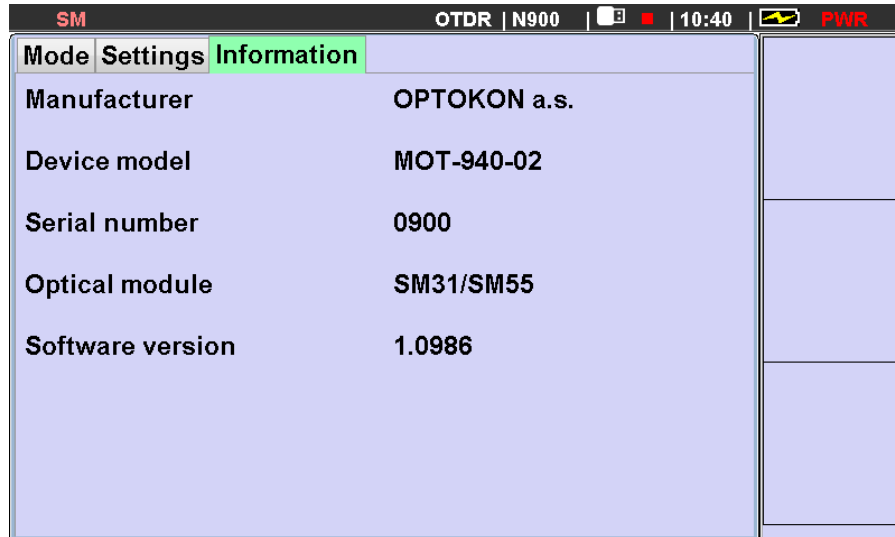 SM OTDR | N900 | | 10:40 | PWR
Mode Settings Information
Manufacturer OPTOKON a.s.
Device model MOT-940-02
Serial number 0900
Optical module SM31/SM55
Software version 1.0986